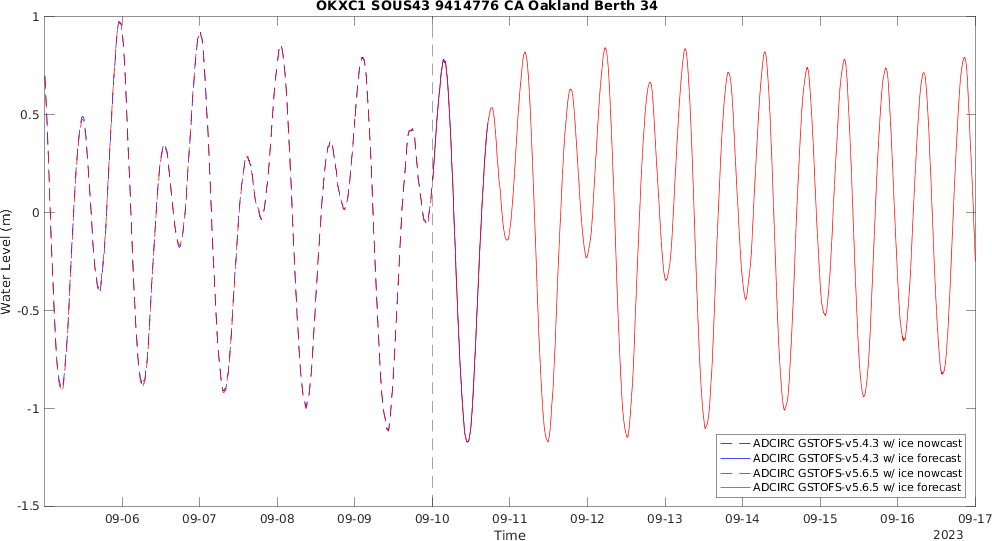 OKXC1 SOUS43 9414776 CA Oakland Berth 34
Water Level (m)
1
0.5
0
-0.5
-1
-1.5
09-06 09-07 09-08 09-09 09-10 09-11 09-12 09-13 09-14 09-15 09-16 09-17
Time
2023
ADCIRC GSTOFS-v5.4.3 w/ ice nowcast
ADCIRC GSTOFS-v5.4.3 w/ ice forecast
ADCIRC GSTOFS-v5.6.5 w/ ice nowcast
ADCIRC GSTOFS-v5.6.5 w/ ice forecast